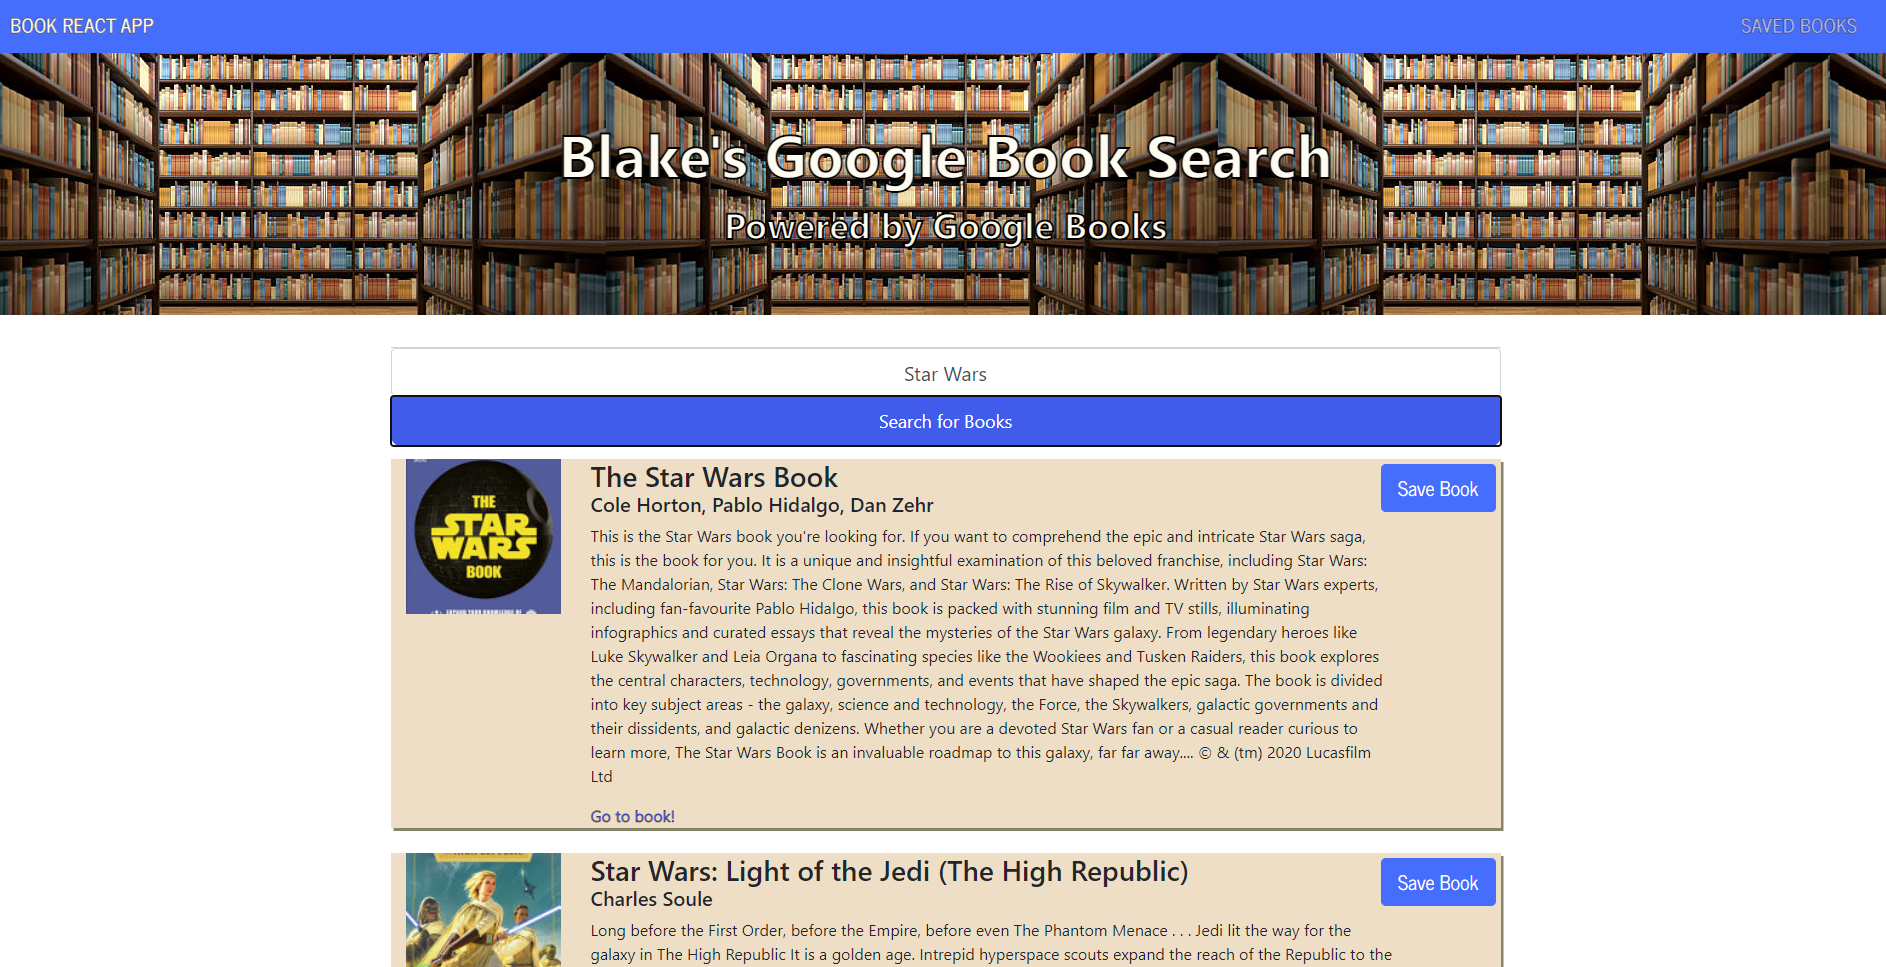 BOOK REACT APP
SAVED BOOKS
Blake's Google Book Search
Powered by Google Books
Star Wars
Search for Books
THE
STAR
WARS
BOOK
The Star Wars Book
Save Book
Cole Horton, Pablo Hidalgo, Dan Zehr
This is the Star Wars book you're looking for. If you want to comprehend the epic and intricate Star Wars saga,
this is the book for you. It is a unique and insightful examination of this beloved franchise, including Star Wars:
The Mandalorian, Star Wars: The Clone Wars, and Star Wars: The Rise of Skywalker. Written by Star Wars experts,
including fan-favourite Pablo Hidalgo, this book is packed with stunning film and TV stills, illuminating
infographics and curated essays that reveal the mysteries of the Star Wars galaxy. From legendary heroes like
Luke Skywalker and Leia Organa to fascinating species like the Wookiees and Tusken Raiders, this book explores
the central characters, technology, governments, and events that have shaped the epic saga. The book is divided
into key subject areas - the galaxy, science and technology, the Force, the Skywalkers, galactic governments and
their dissidents, and galactic denizens. Whether you are a devoted Star Wars fan or a casual reader curious to
learn more, The Star Wars Book is an invaluable roadmap to this galaxy, far far away.... © & (tm) 2020 Lucasfilm
Ltd
Go to book!
Star Wars: Light of the Jedi (The High Republic)
Save Book
Charles Soule
Long before the First Order, before the Empire, before even The Phantom Menace . . . Jedi lit the way for the
galaxy in The High Republic It is a golden age. Intrepid hyperspace scouts expand the reach of the Republic to the